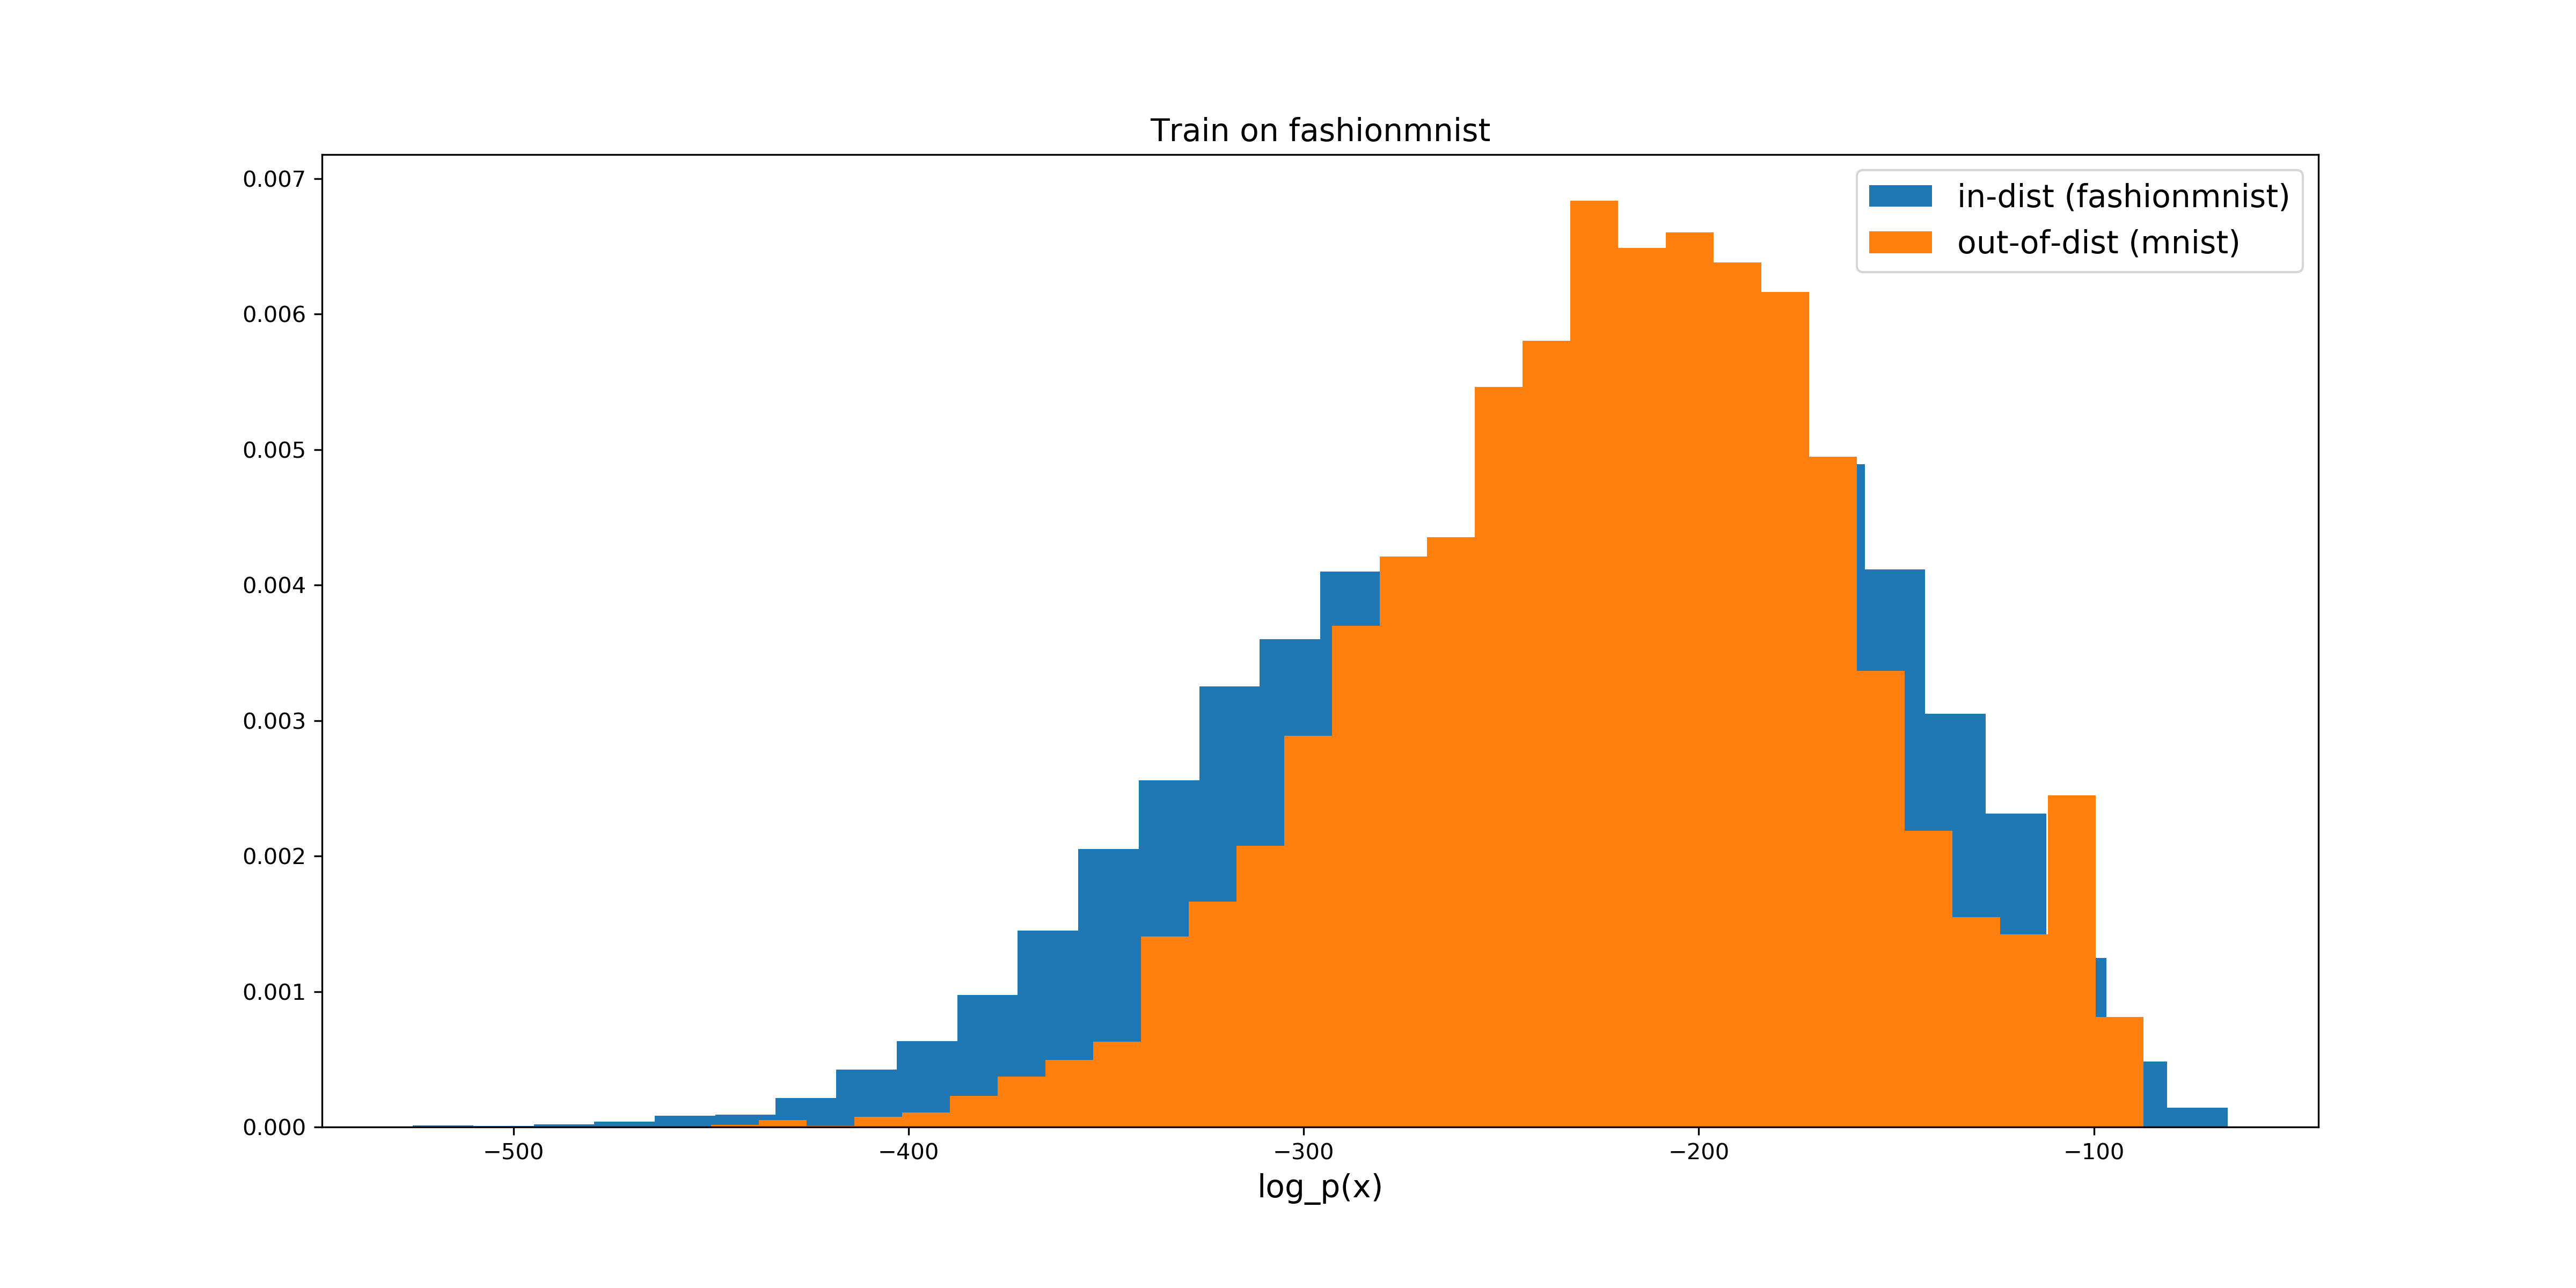 Train on fashionmnist
0.007
0.006
0.005
0.004
0.003
0.002
0.001
0.000
in-dist (fashionmnist)
out-of-dist (mnist)
−500 −400 −300 −200 −100
log_p(x)